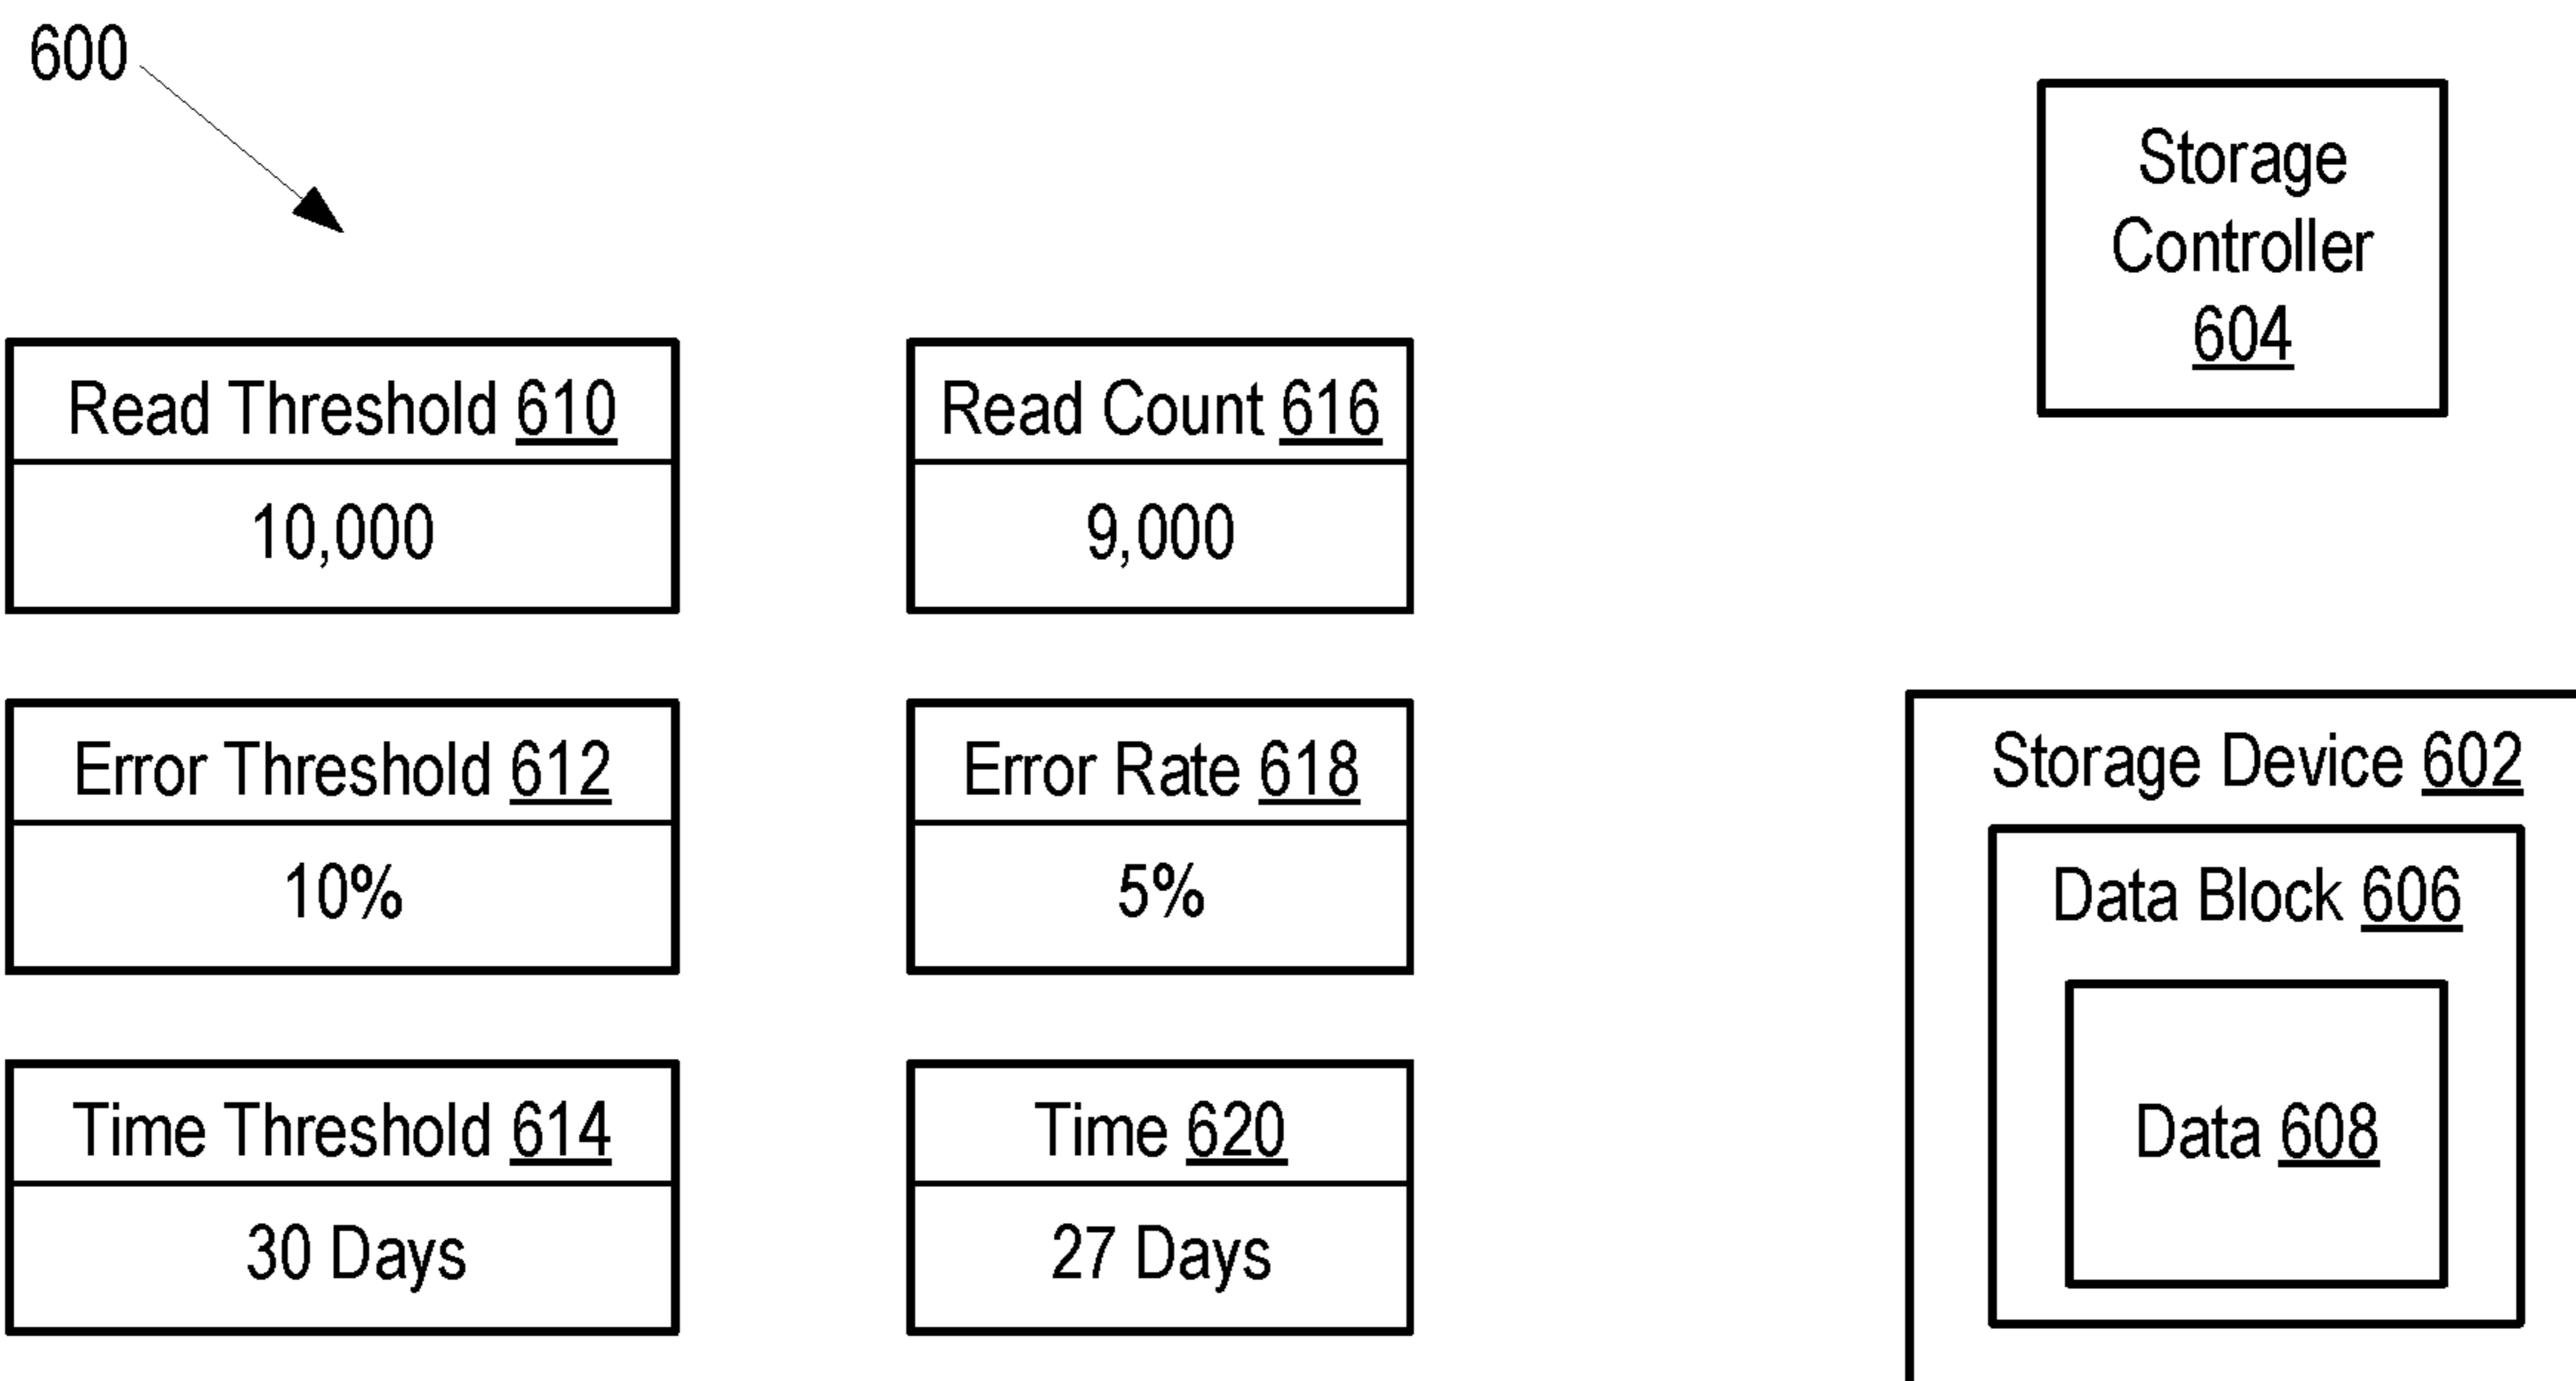 600
Storage
Controller
604
Read Threshold 610
10,000
Read Count 616
9,000
Error Threshold 612
10%
Error Rate 618
5%
Time Threshold 614
30 Days
Time 620
27 Days
Storage Device 602
Data Block 606
Data 608